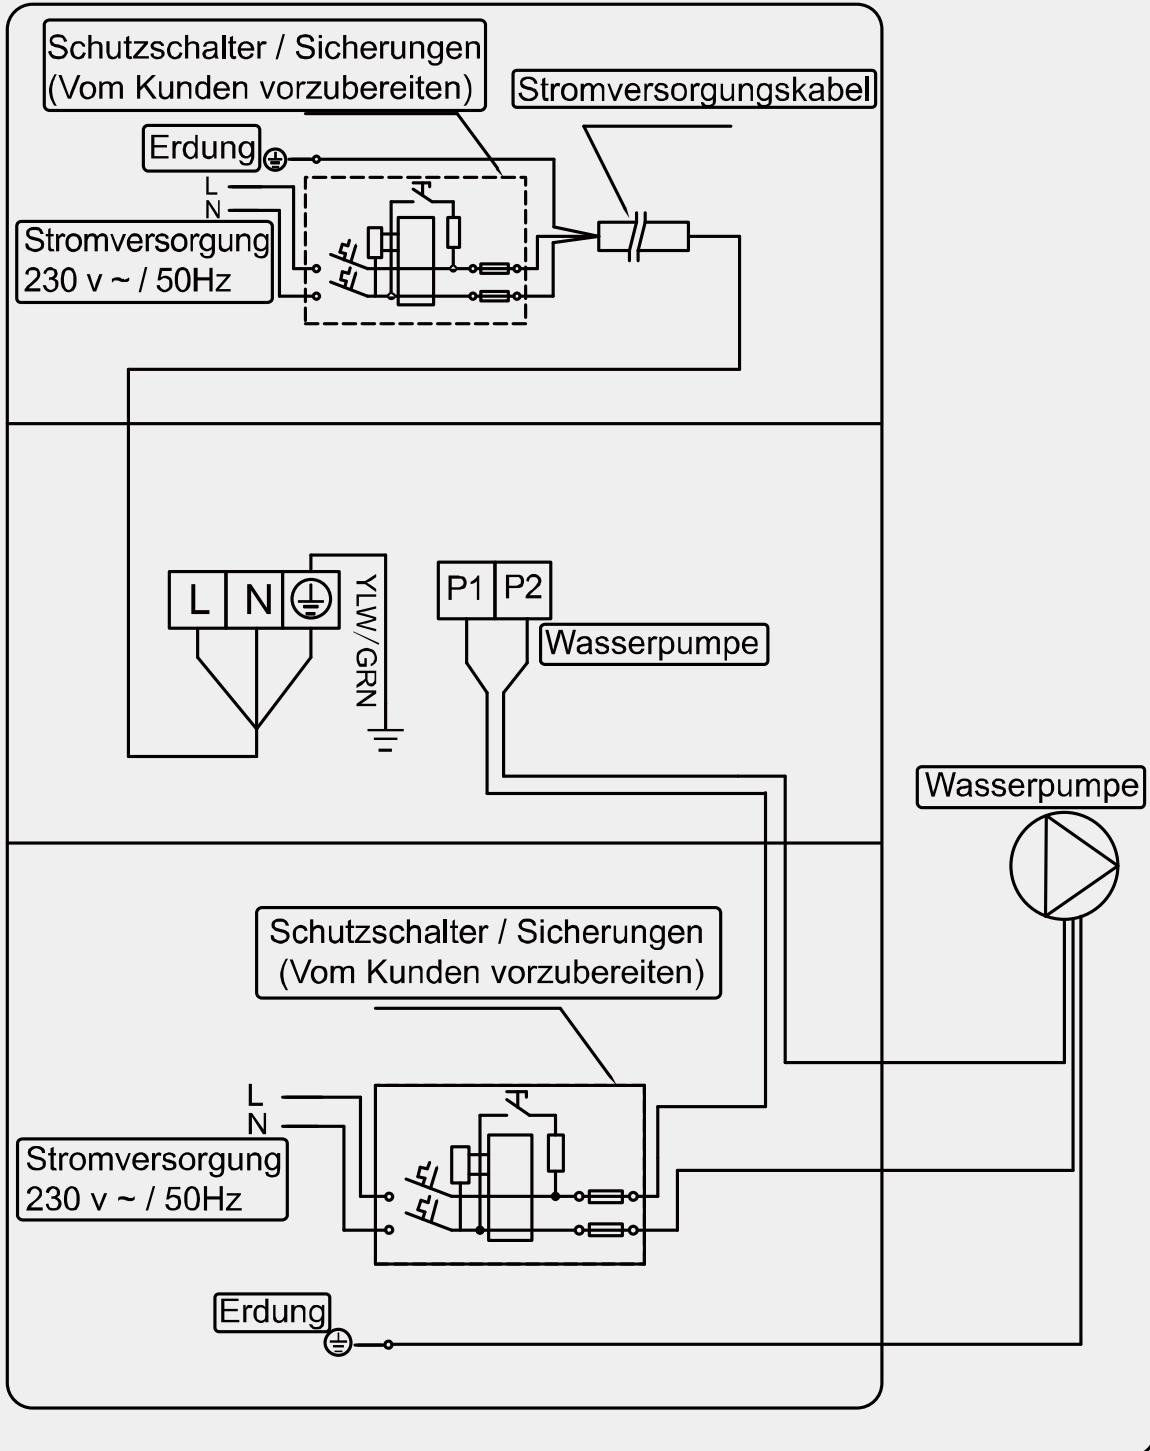 Schutzschalter / Sicherungen
(Vom Kunden vorzubereiten)
Stromversorgungskabel
Erdung
L
N
Stromversorgung
230 v ~ / 50Hz
L N
YLW/GRN
P1 P2
Wasserpumpe
Wasserpumpe
Schutzschalter / Sicherungen
(Vom Kunden vorzubereiten)
L
N
Stromversorgung
230 v ~ / 50Hz
Erdung